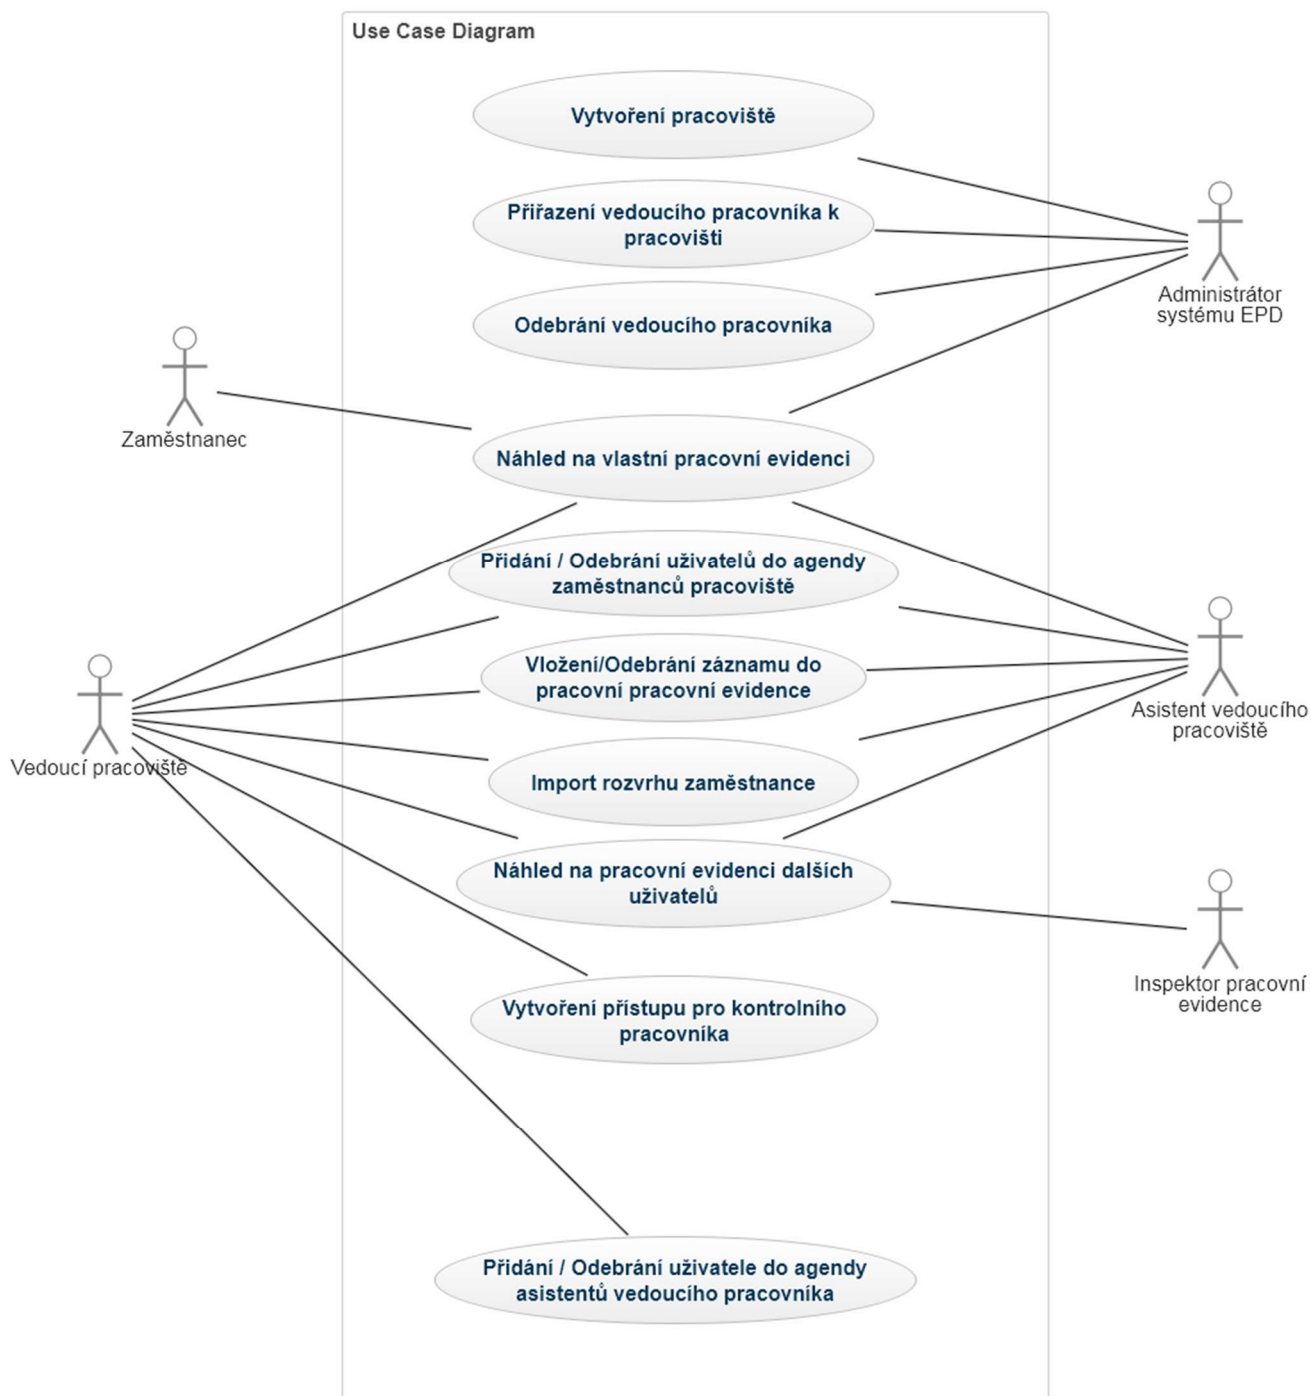 Use Case Diagram
Vytvoření pracoviště
Přiřazení vedoucího pracovníka k
pracovišti
Administrátor
systému EPD
Odebrání vedoucího pracovníka
Zaměstnanec
Náhled na vlastní pracovní evidenci
Přidání / Odebrání uživatelů do agendy
zaměstnanců pracoviště
Vložení/Odebrání záznamu do
pracovní pracovní evidence
Asistent vedoucího
pracoviště
Vedoucí pracoviště
Import rozvrhu zaměstnance
Náhled na pracovní evidenci dalších
uživatelů
Inspektor pracovní
evidence
Vytvoření přístupu pro kontrolního
pracovníka
Přidání / Odebrání uživatele do agendy
asistentů vedoucího pracovníka